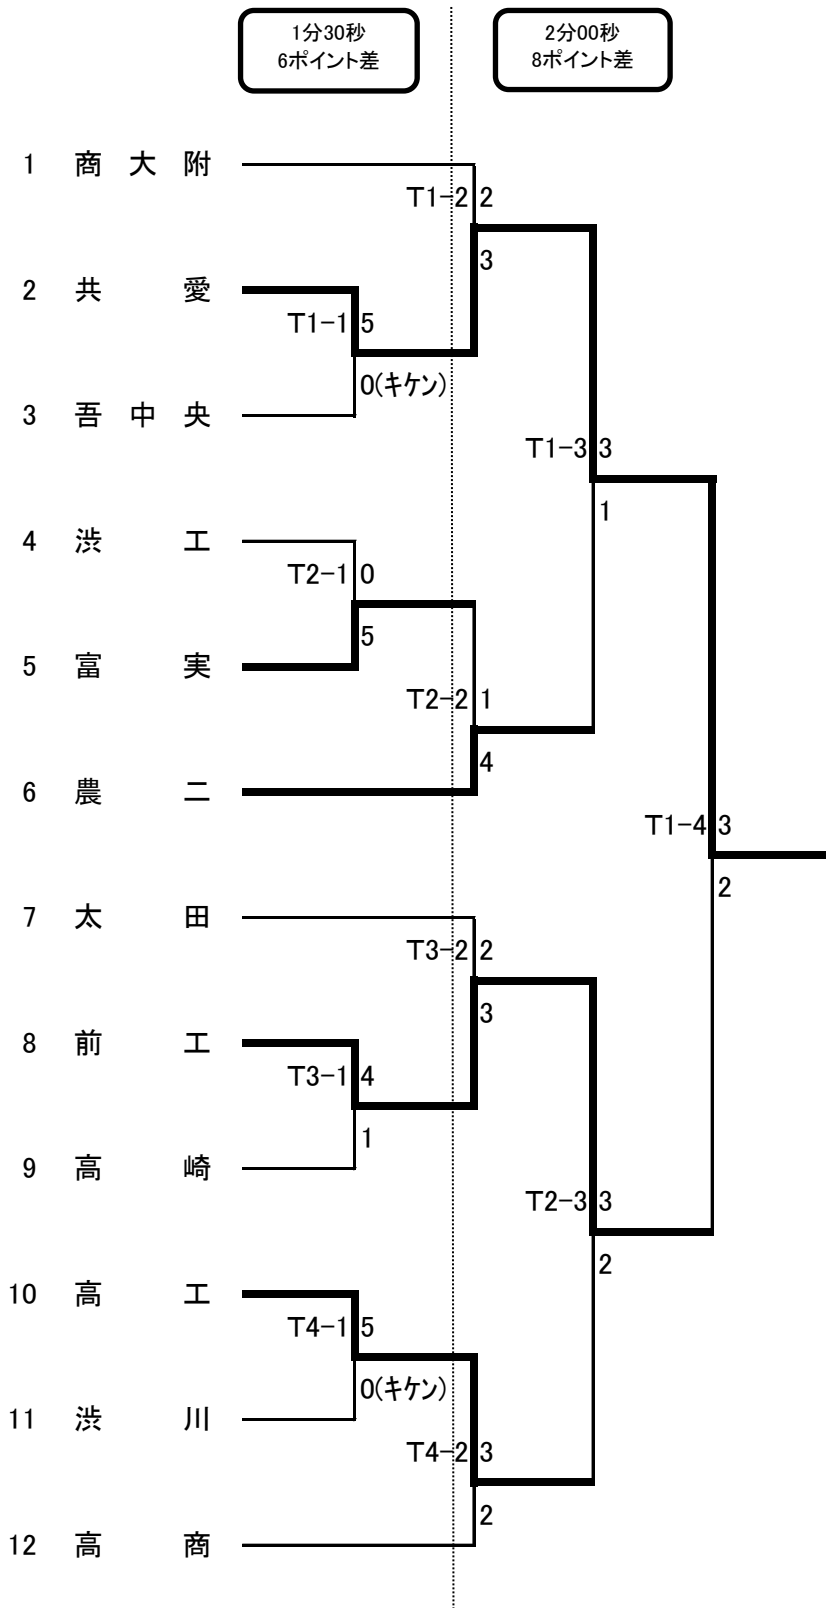 1分30秒
6ポイント差
2分00秒
8ポイント差
1 商大附
T1-2 2
3
2 共愛
T1-1 5
0(キケン)
3 吾中央
T1-3 3
1
4 渋工
T2-1 0
5
5 富実
T2-2 1
4
6 農二
T1-4 3
2
7 太田
T3-2 2
3
8 前工
T3-1 4
1
9 高崎
T2-3 3
2
10 高工
T4-1 5
0(キケン)
11 渋川
T4-2 3
2
12 高商